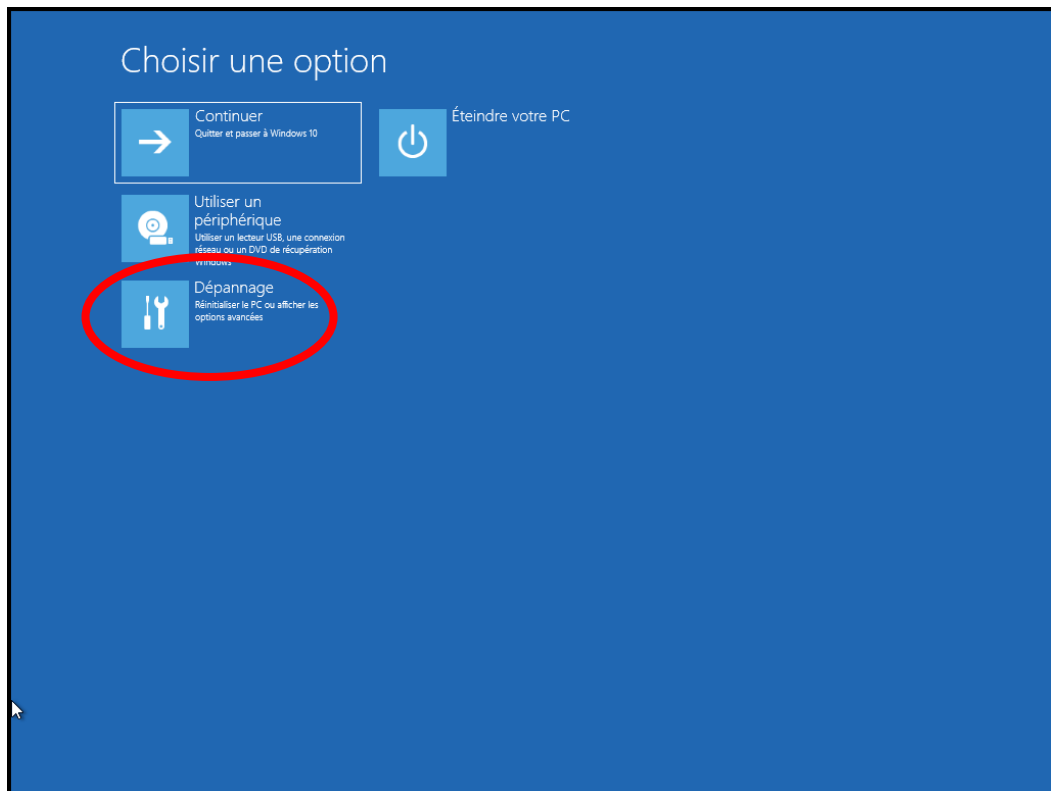 Choisir une option
Continuer
Quitter et passer à Windows 10
Éteindre votre PC
Utiliser un
périphérique
Utiliser un lecteur USB, une connexion
réseau ou un DVD de récupération
Windows
Dépannage
Réinitialiser le PC ou afficher les
options avancées